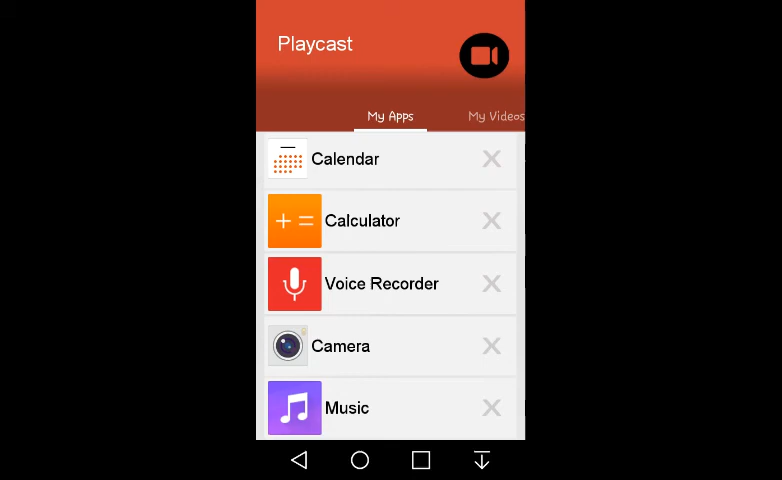 Playcast
My Apps
My Videos
Calendar
Calculator
Voice Recorder
Camera
Music